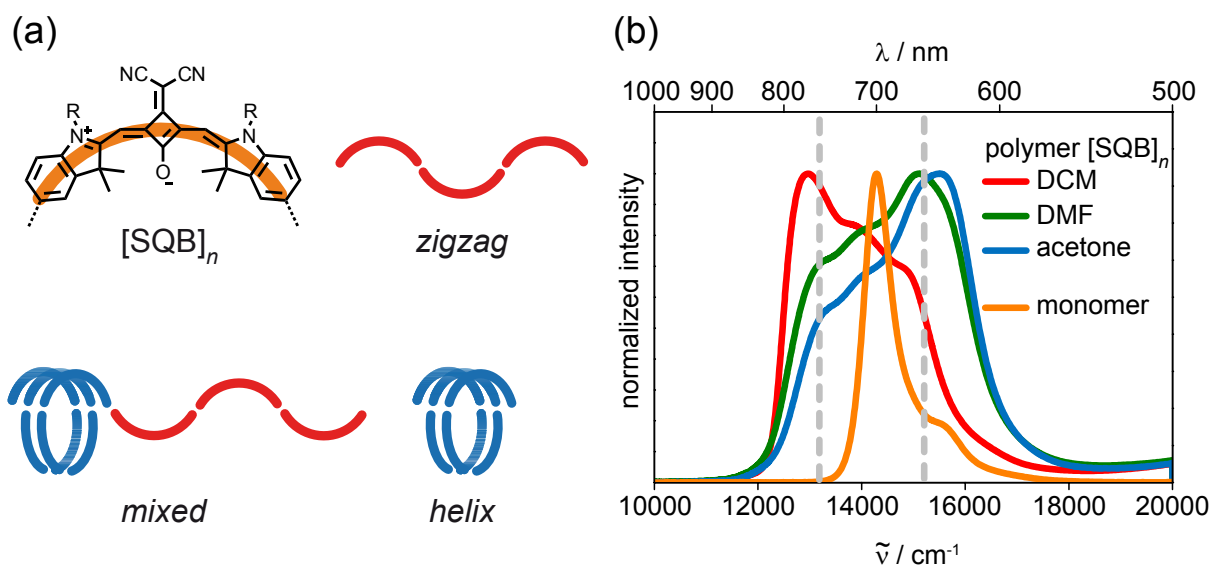 (a)
NC CN
R R
N+ N
O-
[SQB]n
zigzag
mixed
helix
(b)
λ / nm
1000 900 800 700 600 500
normalized intensity
polymer [SQB]n
DCM
DMF
acetone
monomer
10000 12000 14000 16000 18000 20000
ṽ / cm-1